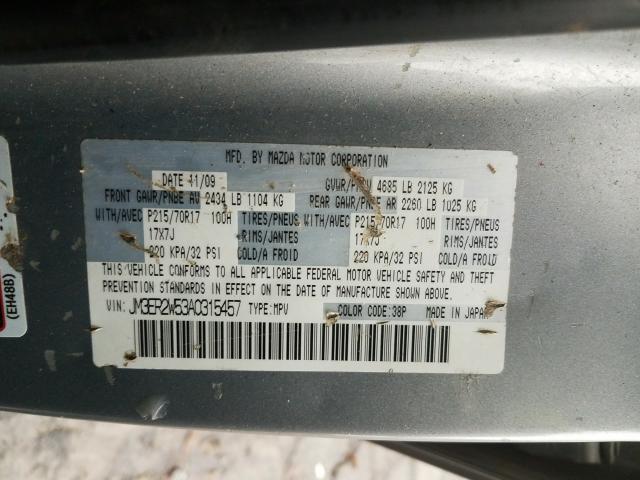 MFD. BY MAZDA MOTOR CORPORATION
DATE 11/09 GVWR/PNBV 4685 LB 2125 KG
FRONT GAWR/PNBE AV 2434 LB 1104 KG REAR GAWR/PNBE AR 2260 LB 1025 KG
WITH/AVEC P215/70R17 100H TIRES/PNEUS WITH/AVEC P215/70R17 100H TIRES/PNEUS
17X7J RIMS/JANTES 17X7J RIMS/JANTES
220 KPA/32 PSI COLD/A FROID 220 KPA/32 PSI COLD/A FROID
THIS VEHICLE CONFORMS TO ALL APPLICABLE FEDERAL MOTOR VEHICLE SAFETY AND THEFT
PREVENTION STANDARDS IN EFFECT ON THE DATE OF MANUFACTURE SHOWN ABOVE.
VIN: JM3ER2W53A0315457 TYPE: MPV COLOR CODE: 38P MADE IN JAPAN
(EH48B)